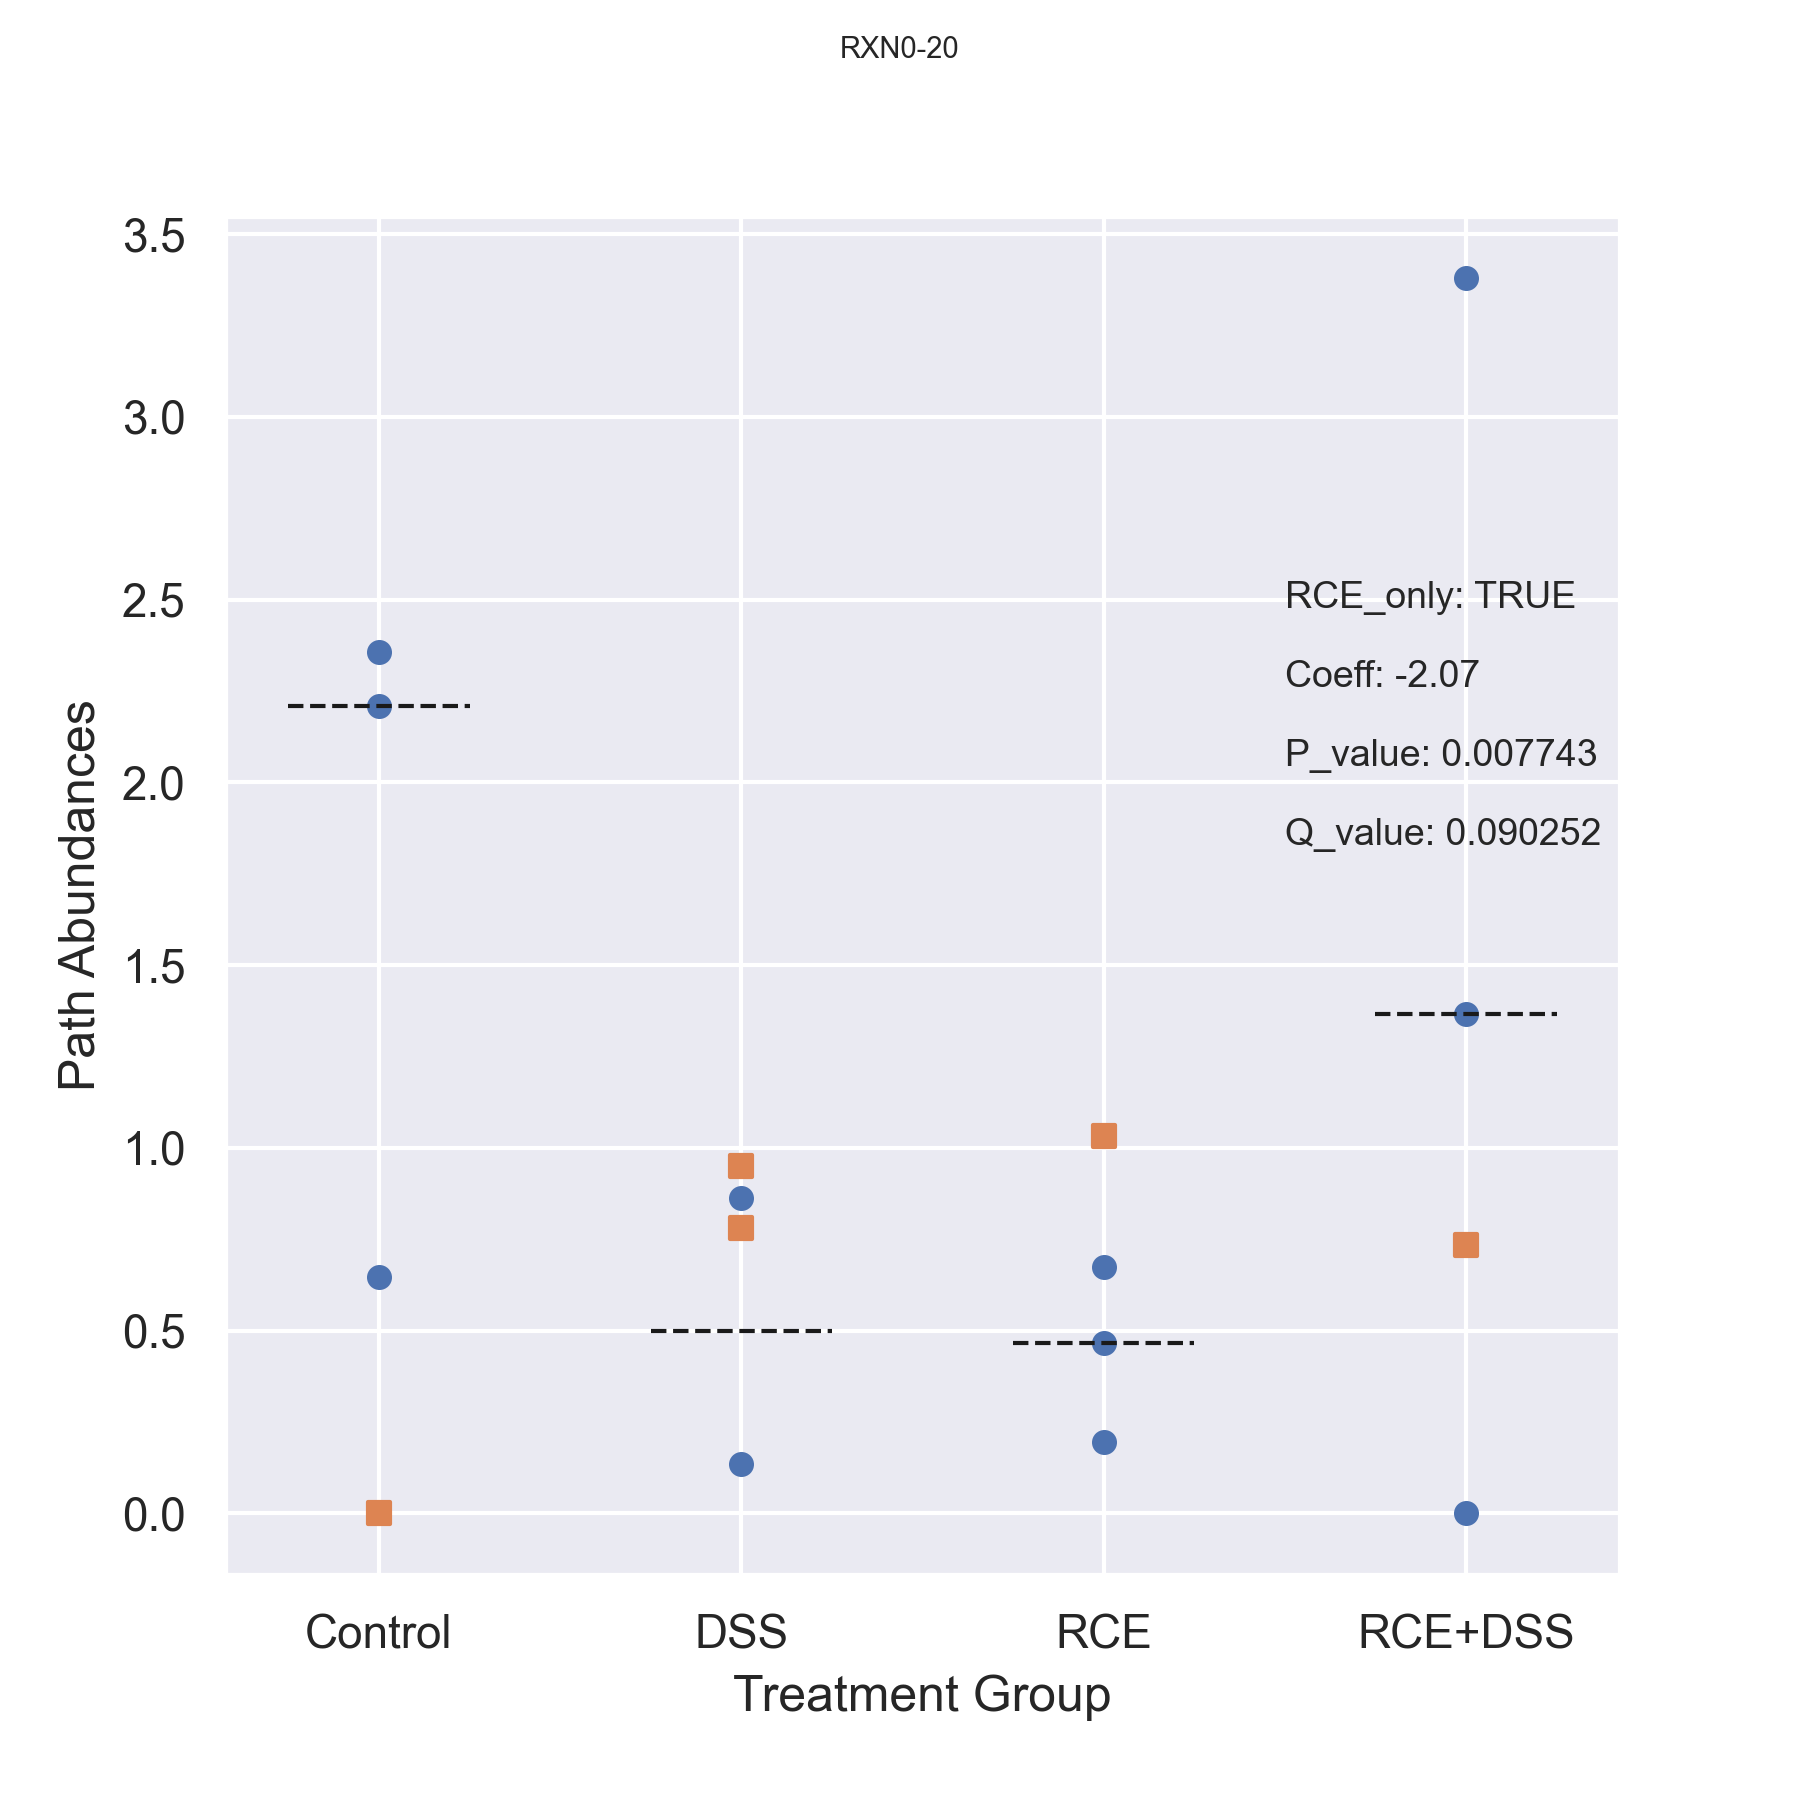 RXN0-20
3.5
3.0
2.5
2.0
1.5
1.0
0.5
0.0
Path Abundances
RCE_only: TRUE
Coeff: -2.07
P_value: 0.007743
Q_value: 0.090252
Control DSS RCE RCE+DSS
Treatment Group